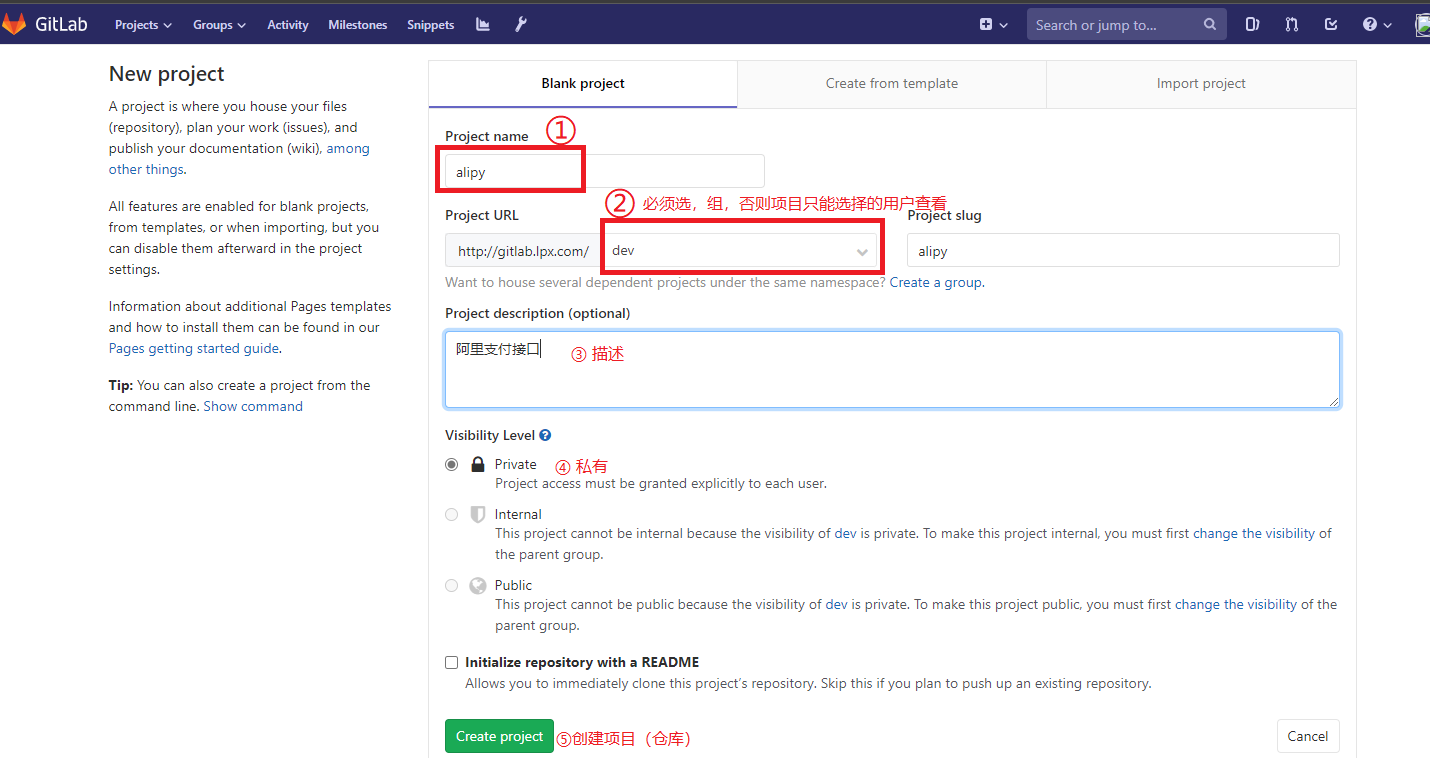 GitLab Projects Groups Activity Milestones Snippets Search or jump to...
New project
A project is where you house your files
(repository), plan your work (issues), and
publish your documentation (wiki), among
other things.
All features are enabled for blank projects,
from templates, or when importing, but you
can disable them afterward in the project
settings.
Information about additional Pages templates
and how to install them can be found in our
Pages getting started guide.
Tip: You can also create a project from the
command line. Show command
Blank project Create from template Import project
Project name ①
alipy
② 必须选，组，否则项目只能选择的用户查看
Project URL Project slug
http://gitlab.lpx.com/ dev alipy
Want to house several dependent projects under the same namespace? Create a group.
Project description (optional)
阿里支付接口 ③ 描述
Visibility Level
Private ④ 私有
Project access must be granted explicitly to each user.
Internal
This project cannot be internal because the visibility of dev is private. To make this project internal, you must first change the visibility of
the parent group.
Public
This project cannot be public because the visibility of dev is private. To make this project public, you must first change the visibility of the
parent group.
Initialize repository with a README
Allows you to immediately clone this project’s repository. Skip this if you plan to push up an existing repository.
Create project ⑤创建项目（仓库） Cancel